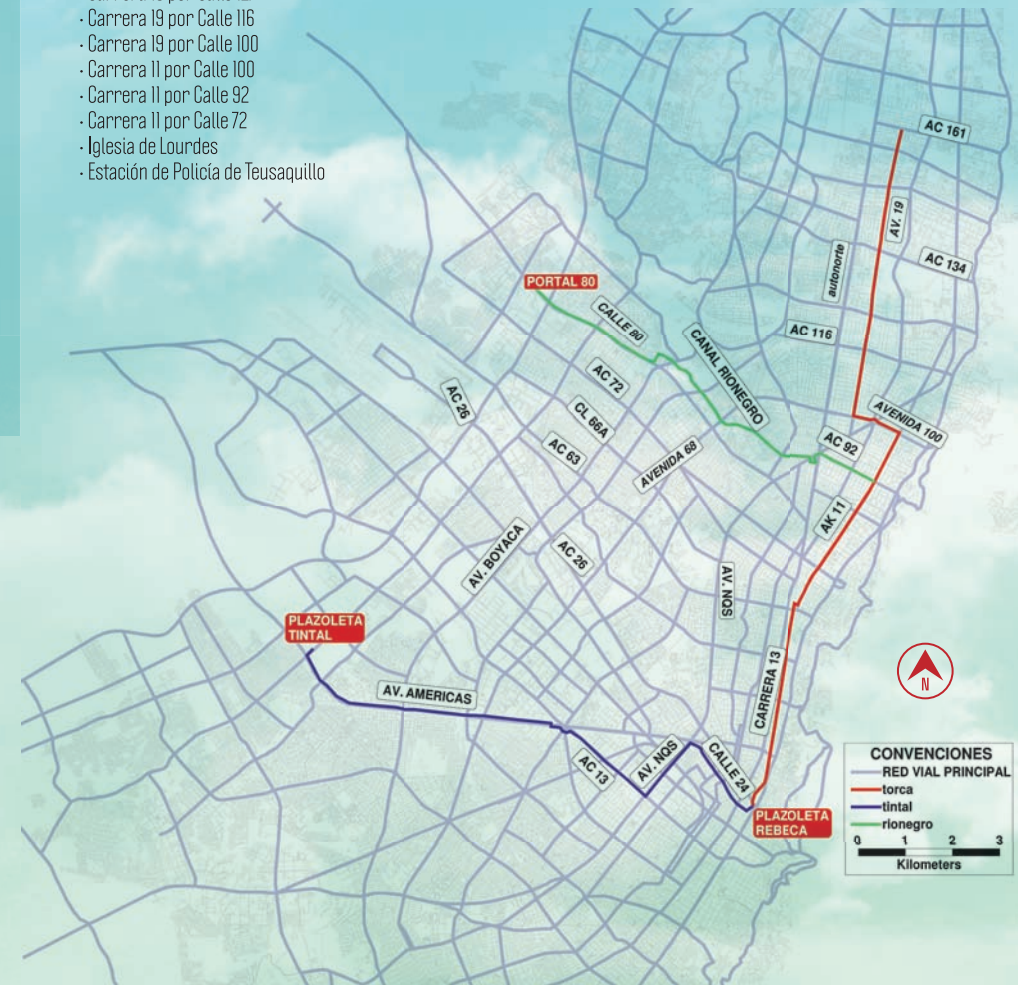 · Carrera 19 por Calle 116
· Carrera 19 por Calle 100
· Carrera 11 por Calle 100
· Carrera 11 por Calle 92
· Carrera 11 por Calle 72
· Iglesia de Lourdes
· Estación de Policía de Teusaquillo
AC 161
AV. 19
AC 134
autonorte
PORTAL 80
CALLE 80
AC 116
CANAL RIONEGRO
AC 72
AC 26
CL 66A
AVENIDA 100
AC 63
AC 92
AVENIDA 68
AK 11
AV. BOYACA
AC 26
AV. NQS
PLAZOLETA
TINTAL
AV. AMERICAS
CARRERA 13
N
AC 13
AV. NQS
CALLE 24
PLAZOLETA
REBECA
CONVENCIONES
RED VIAL PRINCIPAL
torca
tintal
rionegro
0 1 2 3
Kilometers